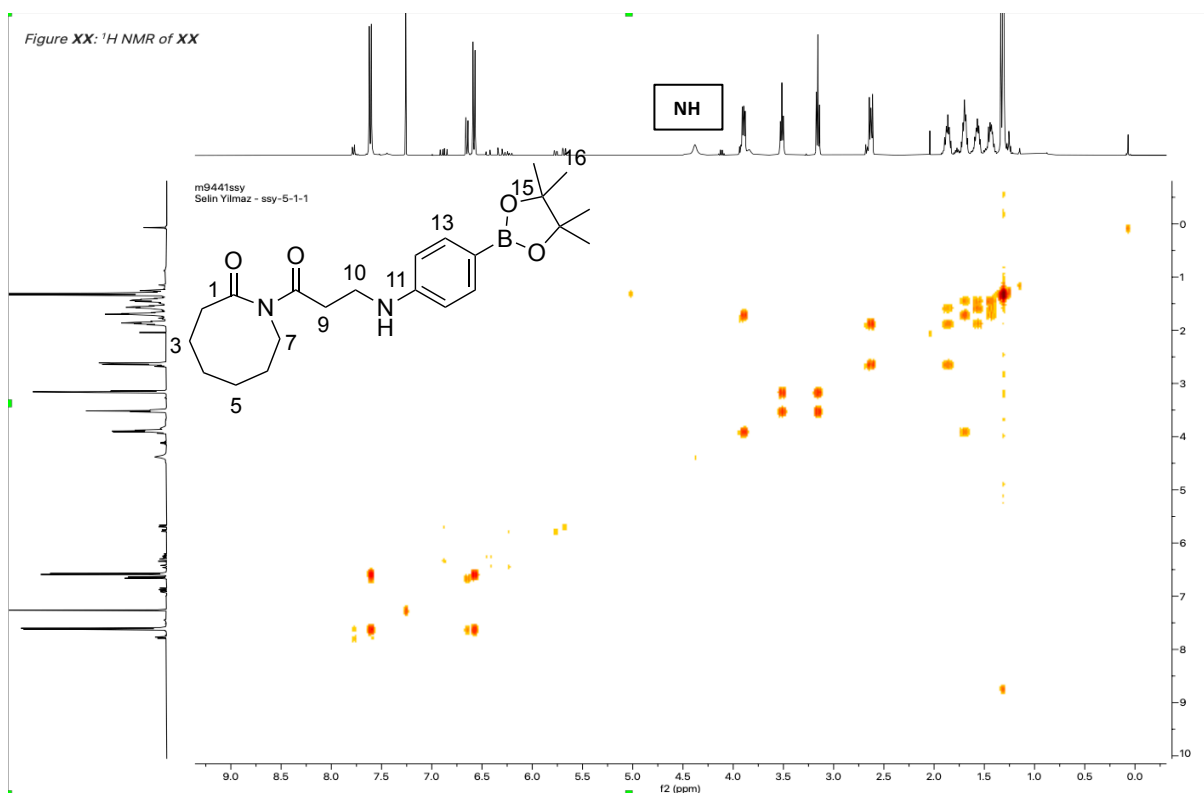 Figure XX: ¹H NMR of XX
NH
m9441ssy
Selin Yilmaz - ssy-5-1-1
16
15
O
13
B
O
O
O
10
11
1
N
N
H
9
3
7
5
0
1
2
3
4
5
6
7
8
9
10
9.0 8.5 8.0 7.5 7.0 6.5 6.0 5.5 5.0 4.5 4.0 3.5 3.0 2.5 2.0 1.5 1.0 0.5 0.0
f2 (ppm)